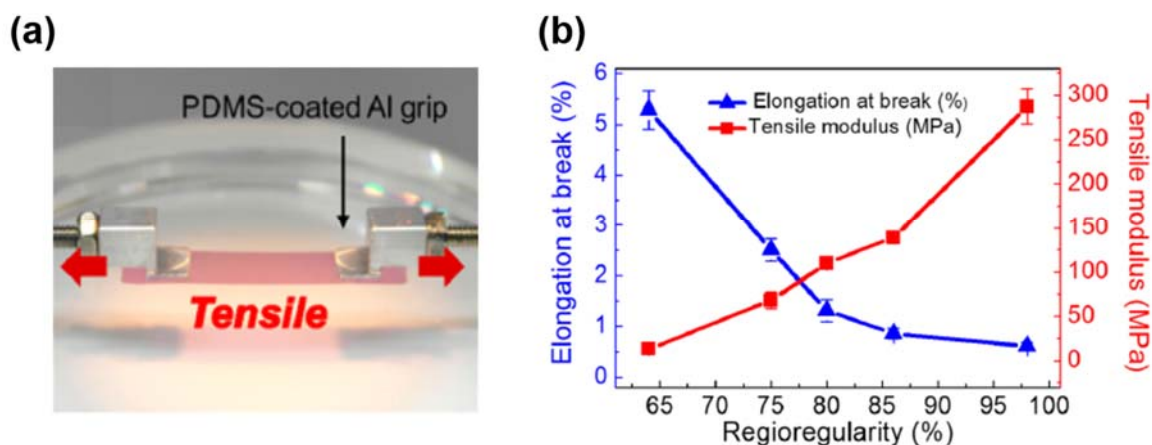 (a)
PDMS-coated Al grip
Tensile
(b)
Elongation at break (%)
6
5
4
3
2
1
0
Elongation at break (%)
Tensile modulus (MPa)
300
250
200
150
100
50
0
Tensile modulus (MPa)
65 70 75 80 85 90 95 100
Regioregularity (%)